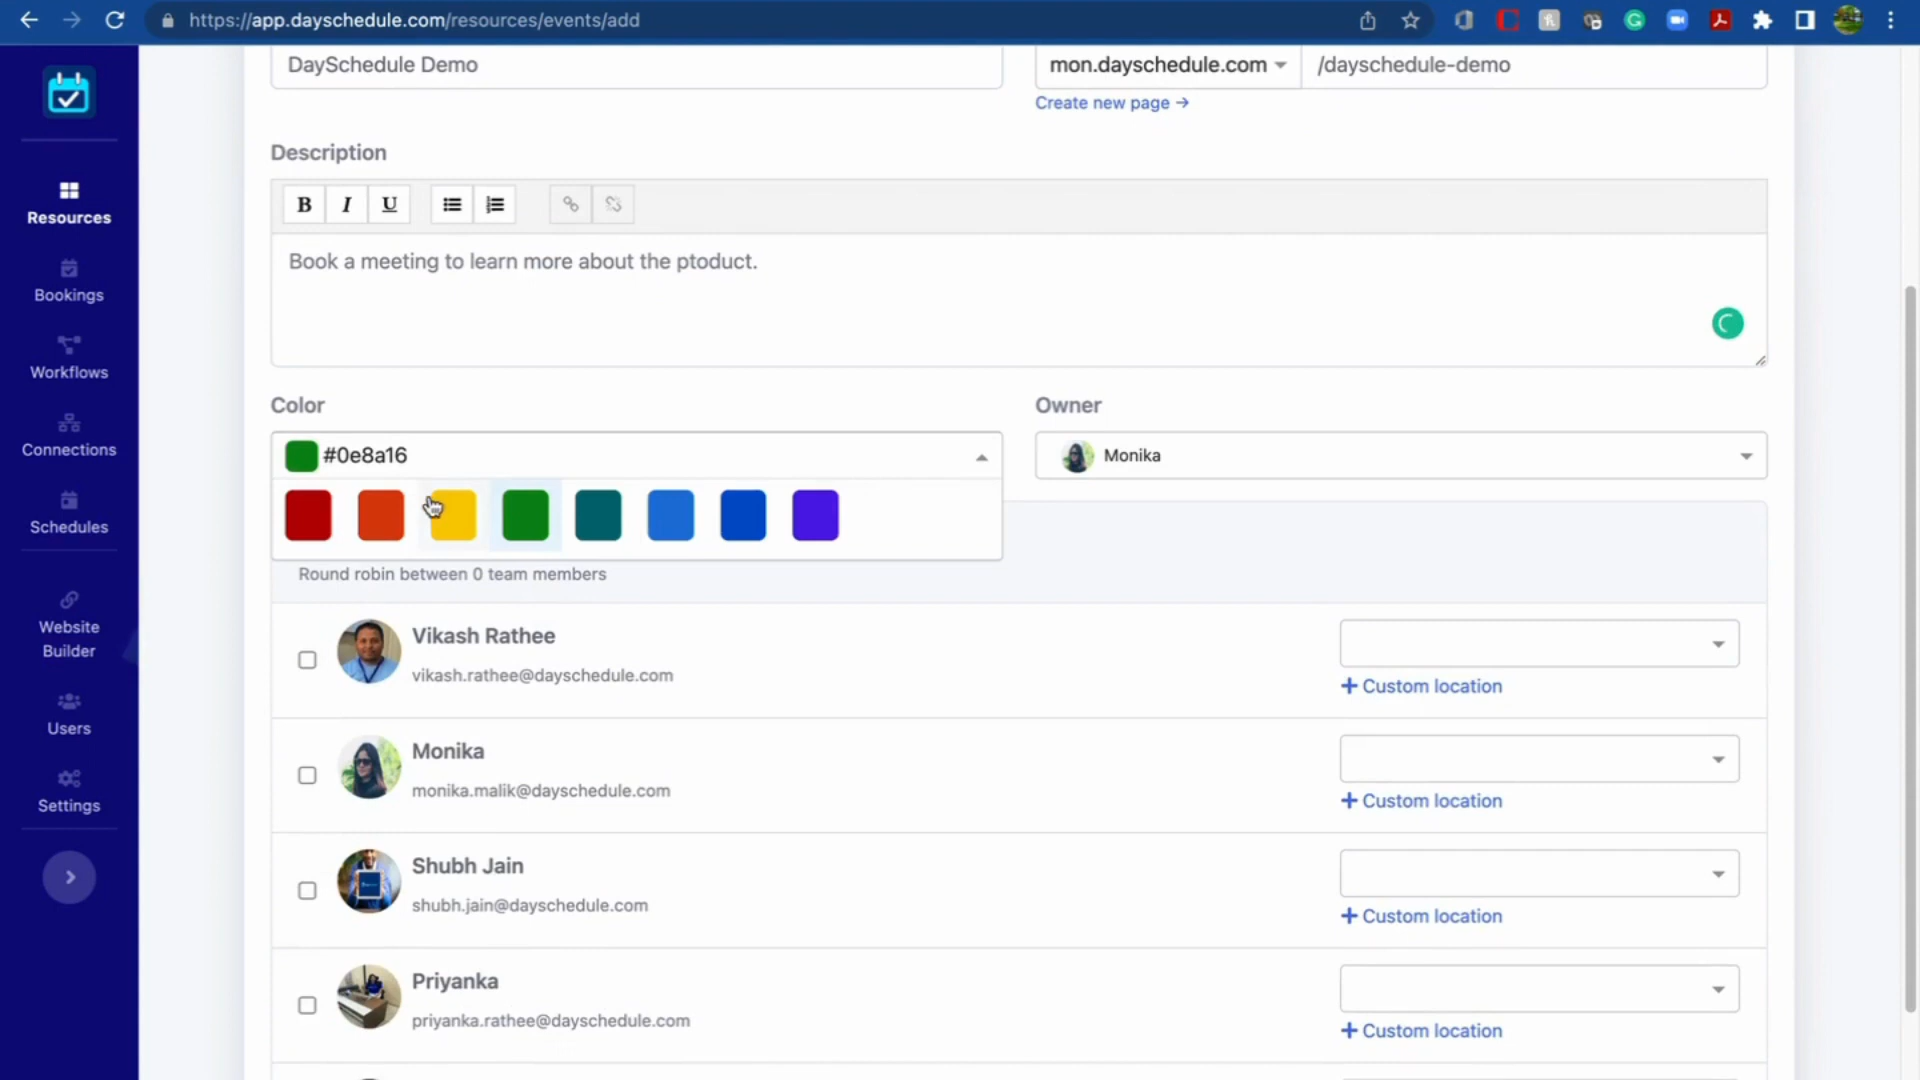 https://app.dayschedule.com/resources/events/add
DaySchedule Demo
mon.dayschedule.com
/dayschedule-demo
Create new page →
Description
B I U
Book a meeting to learn more about the ptoduct.
Color
Owner
#0e8a16
Monika
Round robin between 0 team members
Vikash Rathee
vikash.rathee@dayschedule.com
+ Custom location
Monika
monika.malik@dayschedule.com
+ Custom location
Shubh Jain
shubh.jain@dayschedule.com
+ Custom location
Priyanka
priyanka.rathee@dayschedule.com
+ Custom location
Resources
Bookings
Workflows
Connections
Schedules
Website
Builder
Users
Settings